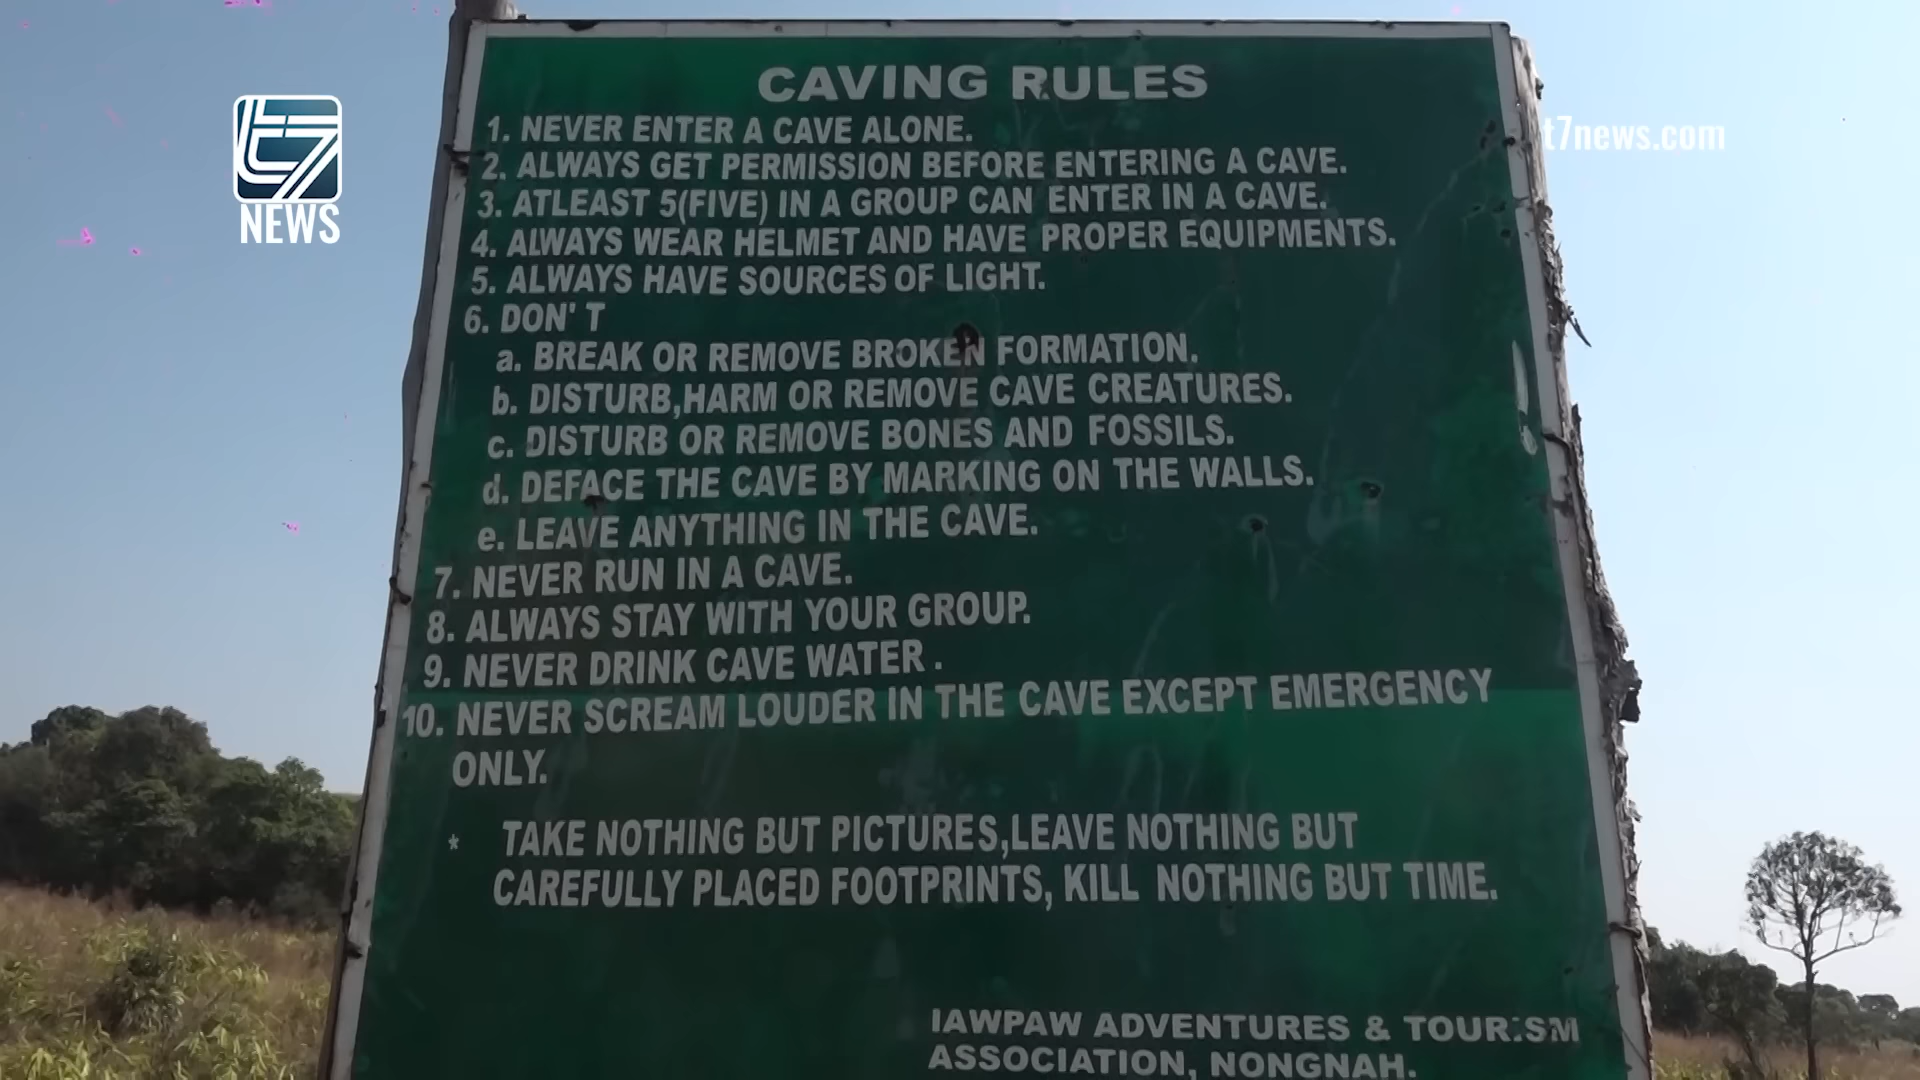 CAVING RULES
1. NEVER ENTER A CAVE ALONE.
2. ALWAYS GET PERMISSION BEFORE ENTERING A CAVE.
3. ATLEAST 5(FIVE) IN A GROUP CAN ENTER IN A CAVE.
4. ALWAYS WEAR HELMET AND HAVE PROPER EQUIPMENTS.
5. ALWAYS HAVE SOURCES OF LIGHT.
6. DON'T
a. BREAK OR REMOVE BROKEN FORMATION.
b. DISTURB,HARM OR REMOVE CAVE CREATURES.
c. DISTURB OR REMOVE BONES AND FOSSILS.
d. DEFACE THE CAVE BY MARKING ON THE WALLS.
e. LEAVE ANYTHING IN THE CAVE.
7. NEVER RUN IN A CAVE.
8. ALWAYS STAY WITH YOUR GROUP.
9. NEVER DRINK CAVE WATER .
10. NEVER SCREAM LOUDER IN THE CAVE EXCEPT EMERGENCY
ONLY.
* TAKE NOTHING BUT PICTURES,LEAVE NOTHING BUT
CAREFULLY PLACED FOOTPRINTS, KILL NOTHING BUT TIME.
IAWPAW ADVENTURES & TOURISM
ASSOCIATION, NONGNAH.
t7
NEWS
t7news.com